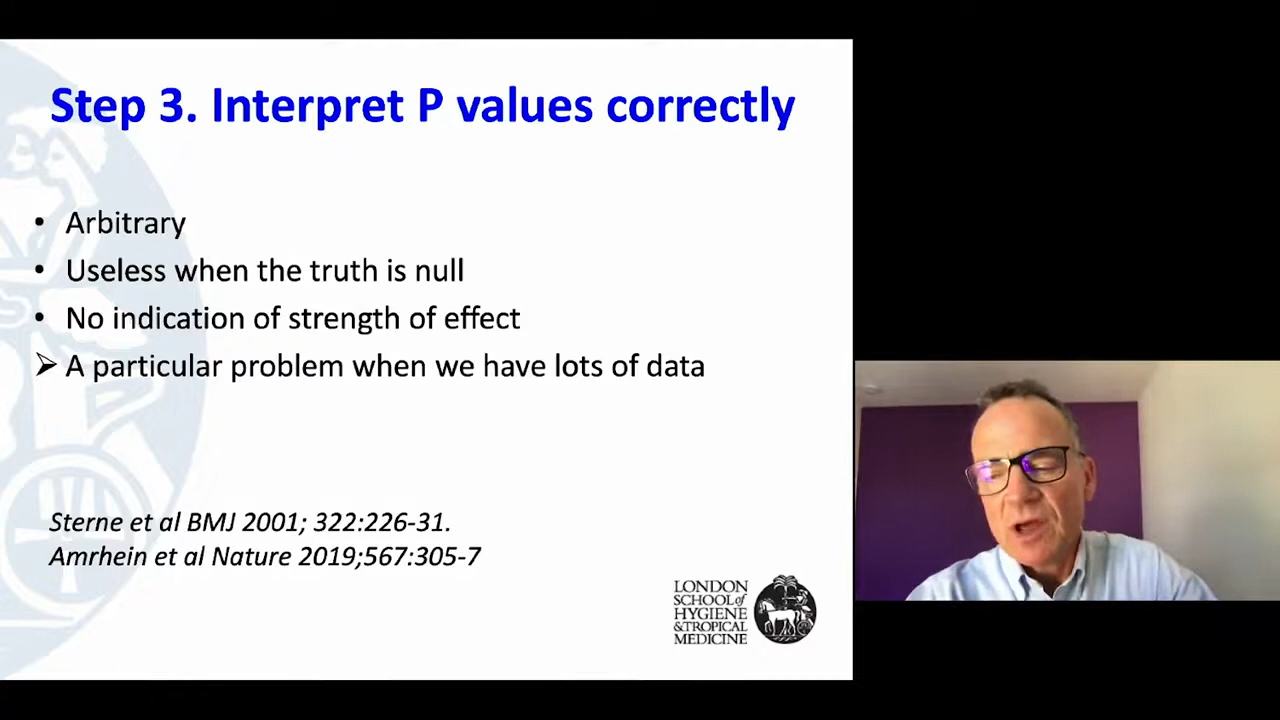 Step 3. Interpret P values correctly
• Arbitrary
• Useless when the truth is null
• No indication of strength of effect
➢ A particular problem when we have lots of data
Sterne et al BMJ 2001; 322:226-31.
Amrhein et al Nature 2019;567:305-7
LONDON
SCHOOL of
HYGIENE
& TROPICAL
MEDICINE